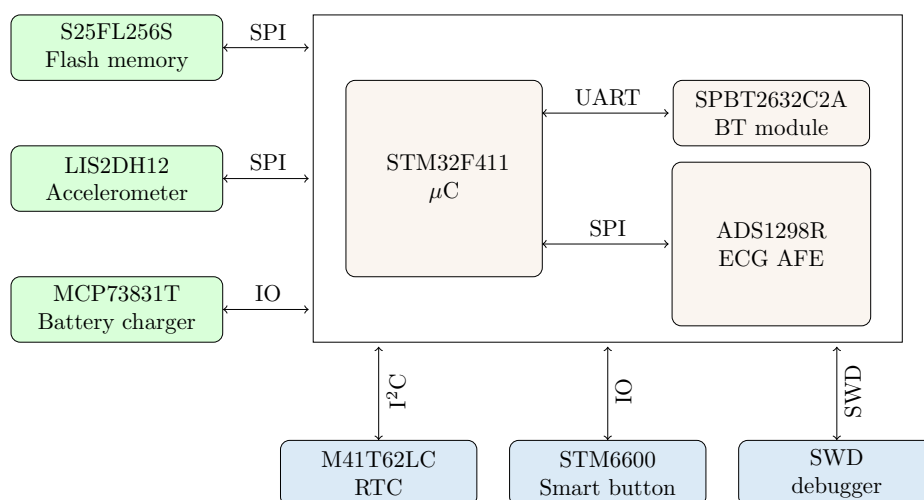 S25FL256S
Flash memory
SPI
UART
SPBT2632C2A
BT module
STM32F411
μC
LIS2DH12
Accelerometer
SPI
SPI
ADS1298R
ECG AFE
MCP73831T
Battery charger
IO
I²C
IO
SWD
M41T62LC
RTC
STM6600
Smart button
SWD
debugger